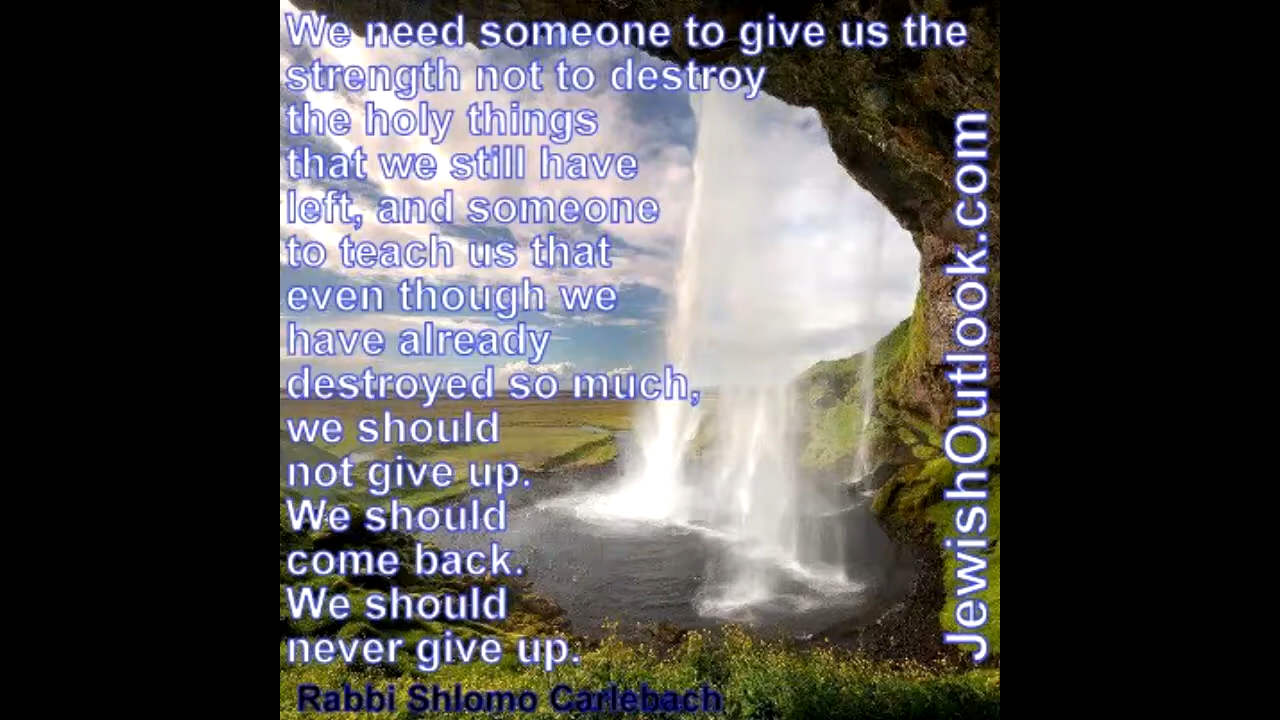 We need someone to give us the
strength not to destroy
the holy things
that we still have
left, and someone
to teach us that
even though we
have already
destroyed so much,
we should
not give up.
We should
come back.
We should
never give up.
Rabbi Shlomo Carlebach
JewishOutlook.com